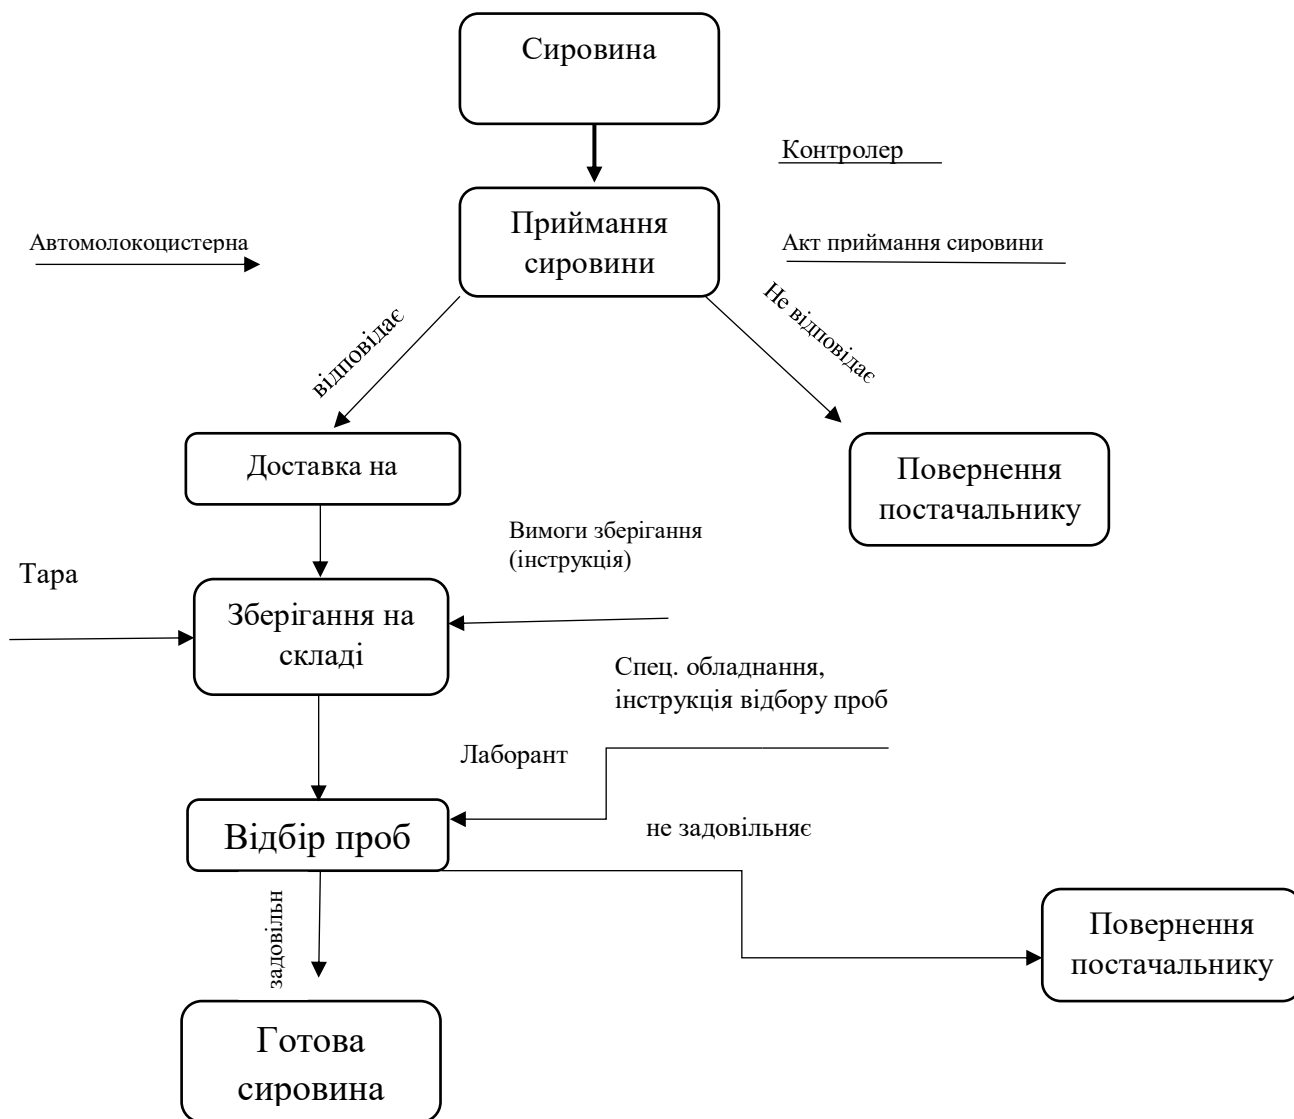 Сировина
Контролер
Приймання
сировини
Автомолокоцистерна
Акт приймання сировини
відповідає
Не відповідає
Доставка на
Повернення
постачальнику
Вимоги зберігання
(інструкція)
Тара
Зберігання на
складі
Спец. обладнання,
інструкція відбору проб
Лаборант
Відбір проб
не задовільняє
задовільн
Повернення
постачальнику
Готова
сировина